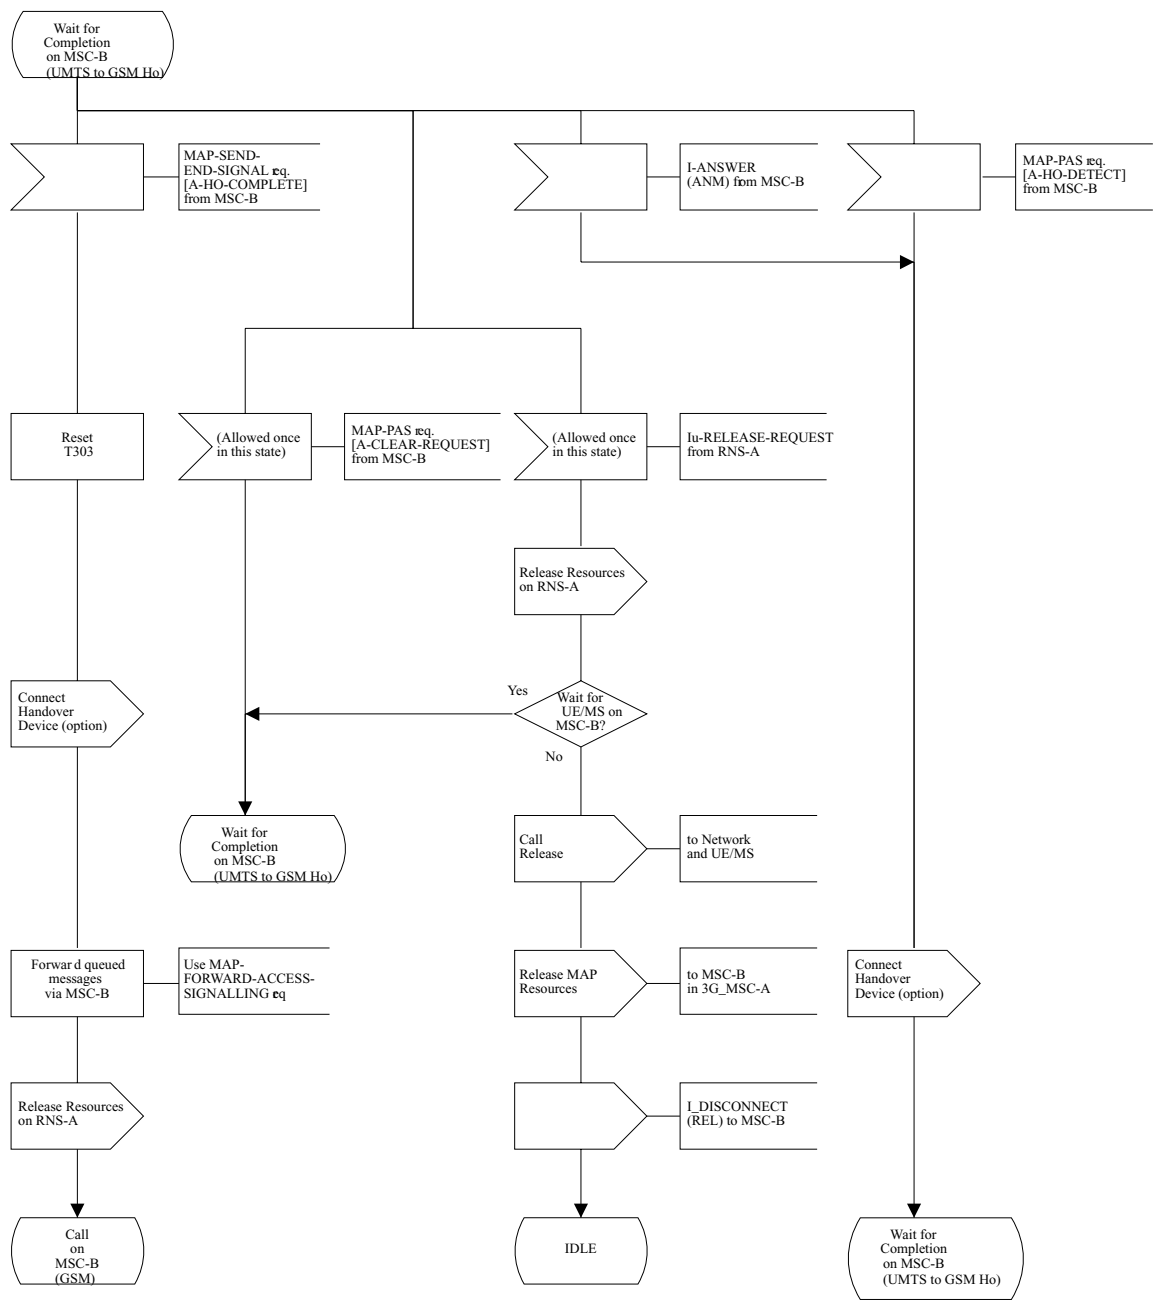 Wait for
Completion
on MSC-B
(UMTS to GSM Ho)
MAP-SEND-
END-SIGNAL req.
[A-HO-COMPLETE]
from MSC-B
I-ANSWER
(ANM) from MSC-B
MAP-PAS req.
[A-HO-DETECT]
from MSC-B
Reset
T303
(Allowed once
in this state)
MAP-PAS req.
[A-CLEAR-REQUEST]
from MSC-B
(Allowed once
in this state)
Iu-RELEASE-REQUEST
from RNS-A
Release Resources
on RNS-A
Connect
Handover
Device (option)
Yes
Wait for
UE/MS on
MSC-B?
No
Wait for
Completion
on MSC-B
(UMTS to GSM Ho)
Call
Release
to Network
and UE/MS
Forward queued
messages
via MSC-B
Use MAP-
FORWARD-ACCESS-
SIGNALLING req
Release MAP
Resources
to MSC-B
in 3G_MSC-A
Connect
Handover
Device (option)
Release Resources
on RNS-A
I_DISCONNECT
(REL) to MSC-B
Call
on
MSC-B
(GSM)
IDLE
Wait for
Completion
on MSC-B
(UMTS to GSM Ho)